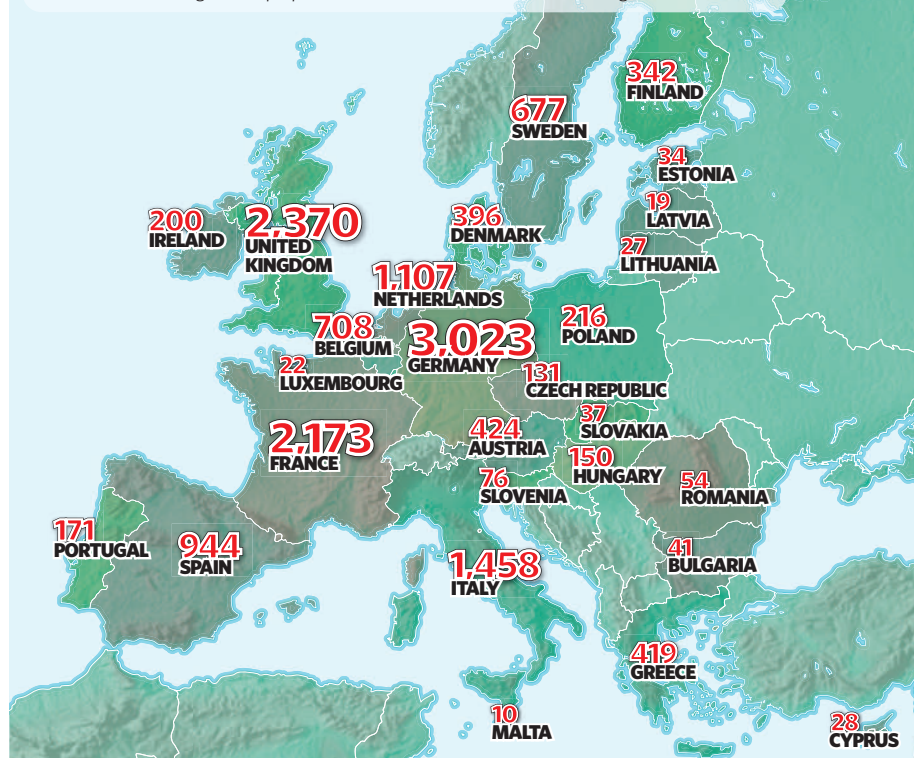 342
FINLAND
677
SWEDEN
34
ESTONIA
19
LATVIA
27
LITHUANIA
200
IRELAND
2,370
UNITED
KINGDOM
396
DENMARK
1,107
NETHERLANDS
708
BELGIUM
3,023
GERMANY
216
POLAND
22
LUXEMBOURG
131
CZECH REPUBLIC
37
SLOVAKIA
2,173
FRANCE
424
AUSTRIA
150
HUNGARY
76
SLOVENIA
54
ROMANIA
171
PORTUGAL
944
SPAIN
41
BULGARIA
1,458
ITALY
419
GREECE
10
MALTA
28
CYPRUS